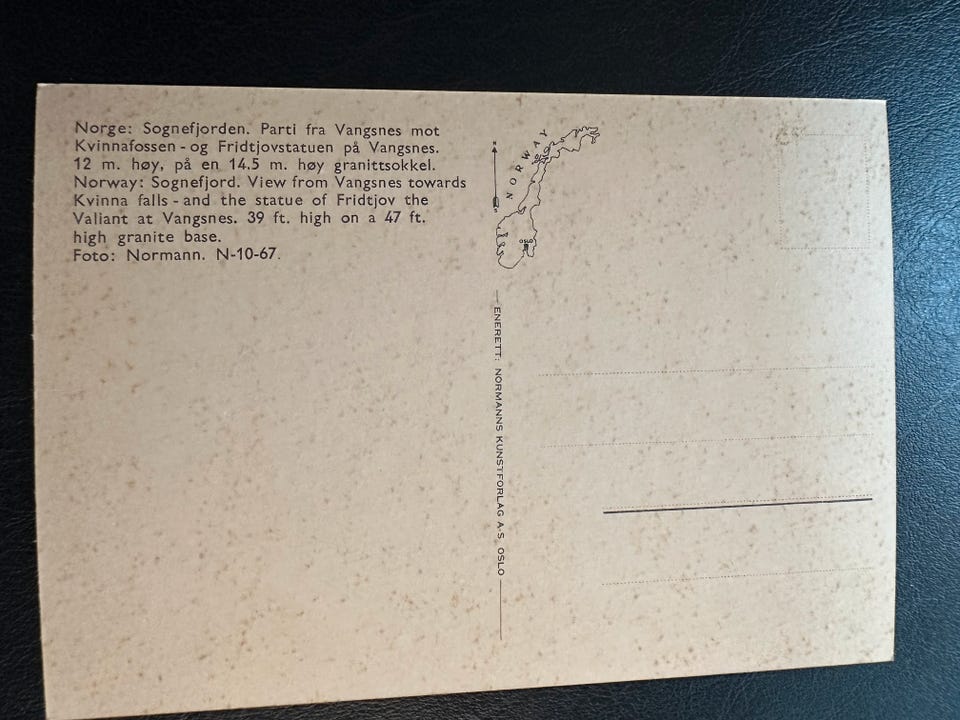 Norge: Sognefjorden. Parti fra Vangsnes mot
Kvinnafossen - og Fridtjovstatuen på Vangsnes.
12 m. høy, på en 14.5 m. høy granittsokkel.
Norway: Sognefjord. View from Vangsnes towards
Kvinna falls - and the statue of Fridtjov the
Valiant at Vangsnes. 39 ft. high on a 47 ft.
high granite base.
Foto: Normann. N-10-67.
NORWAY
OSLO
ENERETT: NORMANNS KUNSTFORLAG A·S OSLO